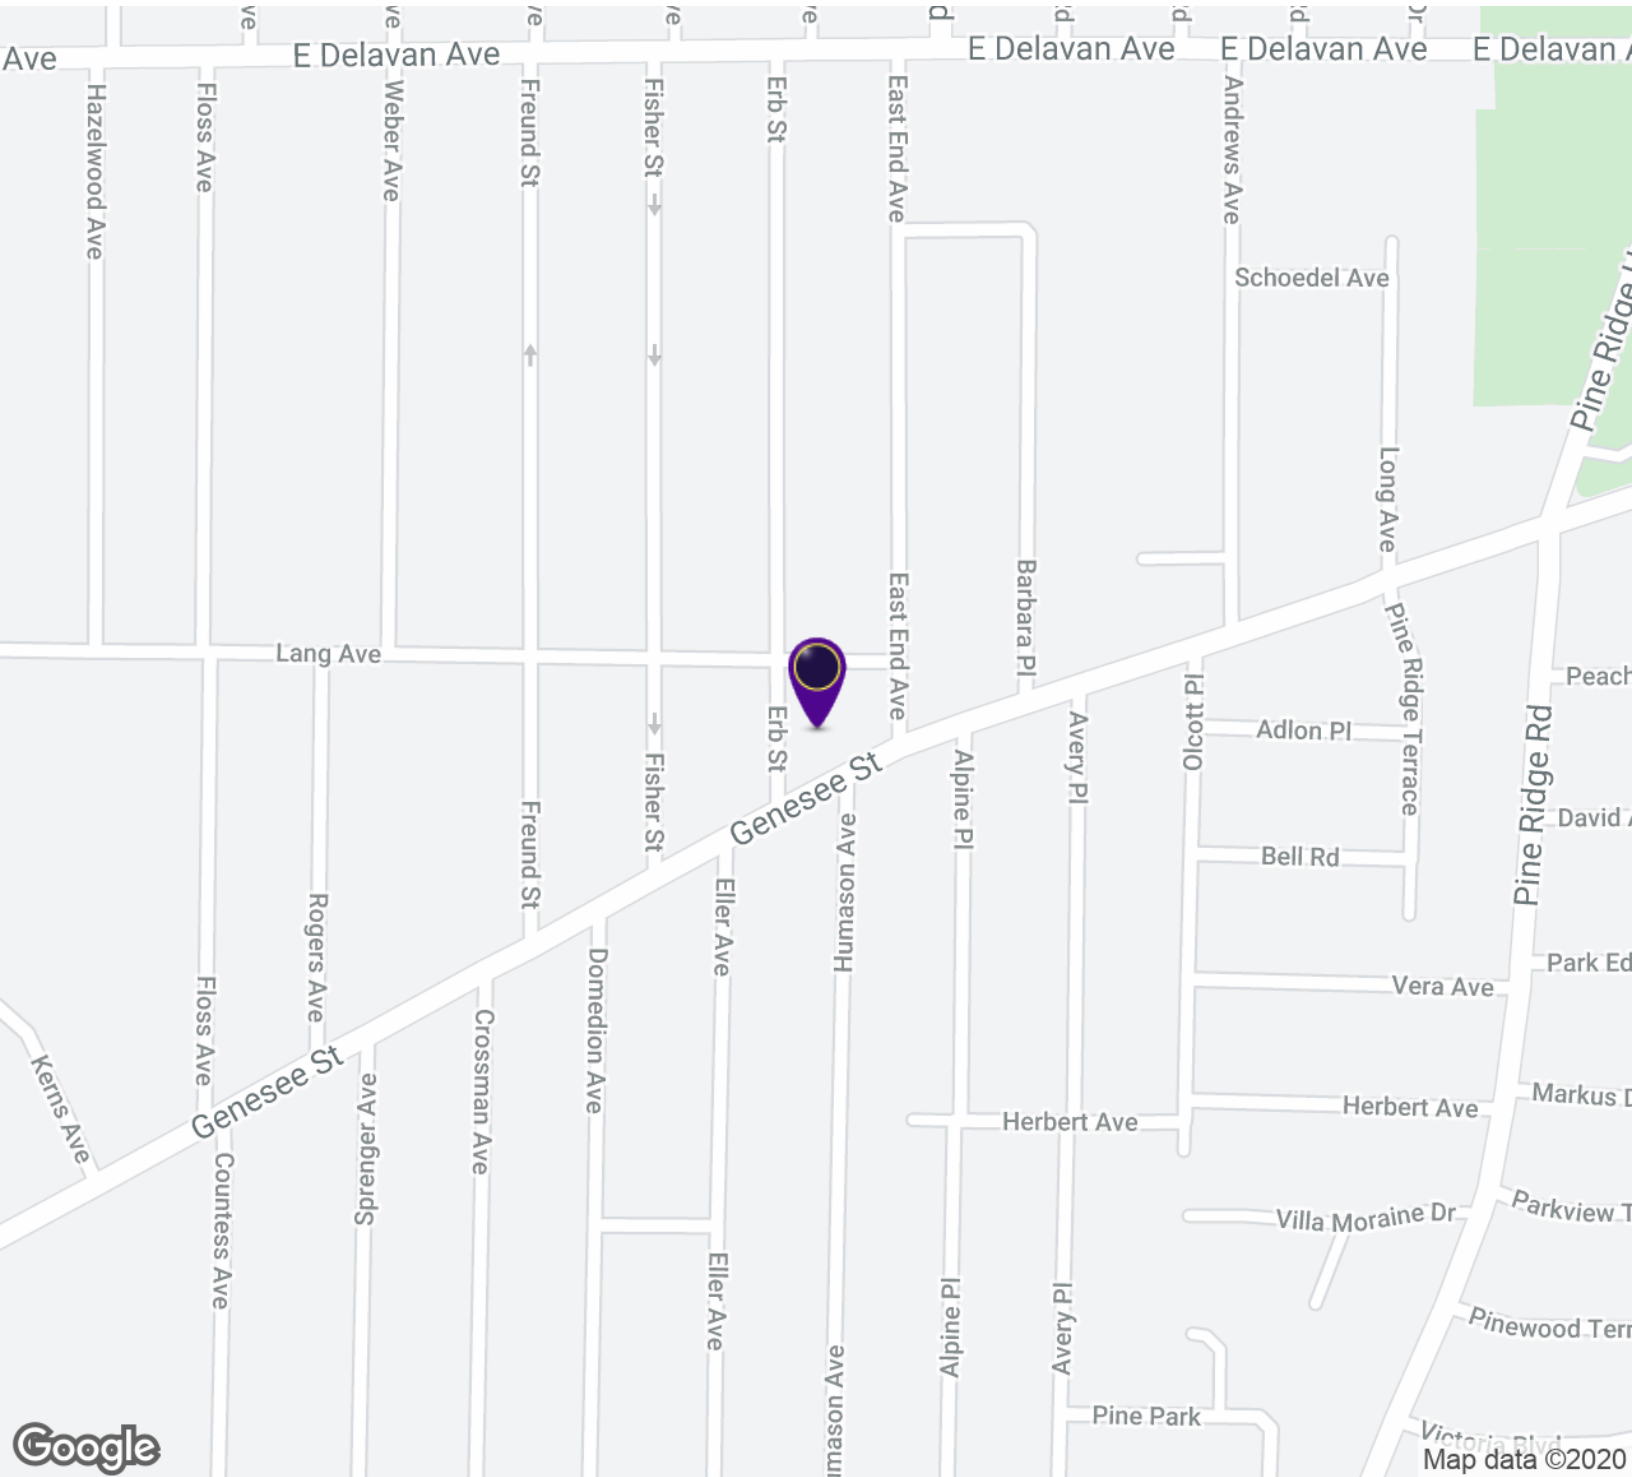 Ave
E Delavan Ave
E Delavan Ave
E Delavan Ave
E Delavan
Hazelwood Ave
Floss Ave
Weber Ave
Freund St
Fisher St
Erb St
East End Ave
Andrews Ave
Schoedel Ave
Pine Ridge
Long Ave
Barbara Pl
East End Ave
Lang Ave
Pine Ridge Terrace
Peach
Olcott Pl
Adlon Pl
Pine Ridge Rd
Erb St
Avery Pl
Alpine Pl
Genesee St
Fisher St
Freund St
David
Humason Ave
Bell Rd
Eller Ave
Rogers Ave
Domedion Ave
Park Ed
Vera Ave
Floss Ave
Crossman Ave
Genesee St
Kerns Ave
Sprenger Ave
Markus
Herbert Ave
Herbert Ave
Countess Ave
Villa Moraine Dr
Parkview T
Eller Ave
Alpine Pl
Avery Pl
Pinewood Terr
mason Ave
Pine Park
Victoria Blvd
Google
Map data ©2020